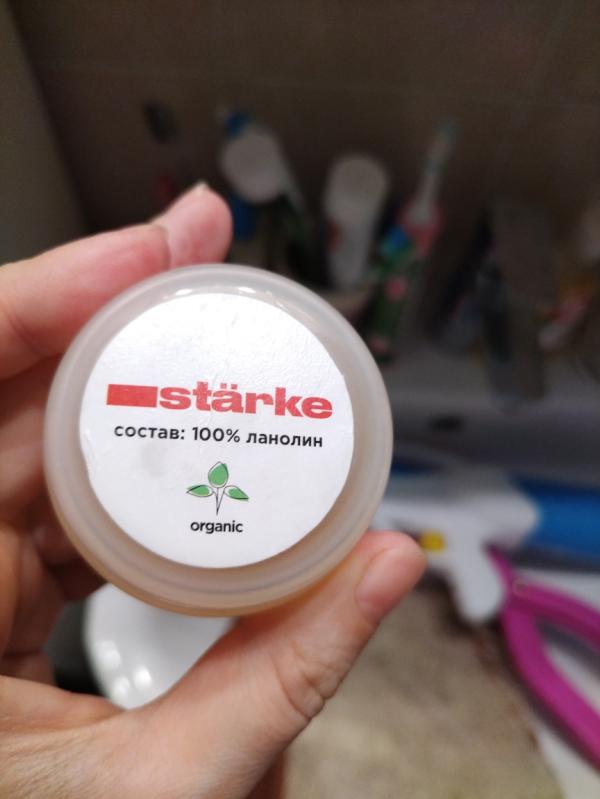 stärke
состав: 100% ланолин
organic